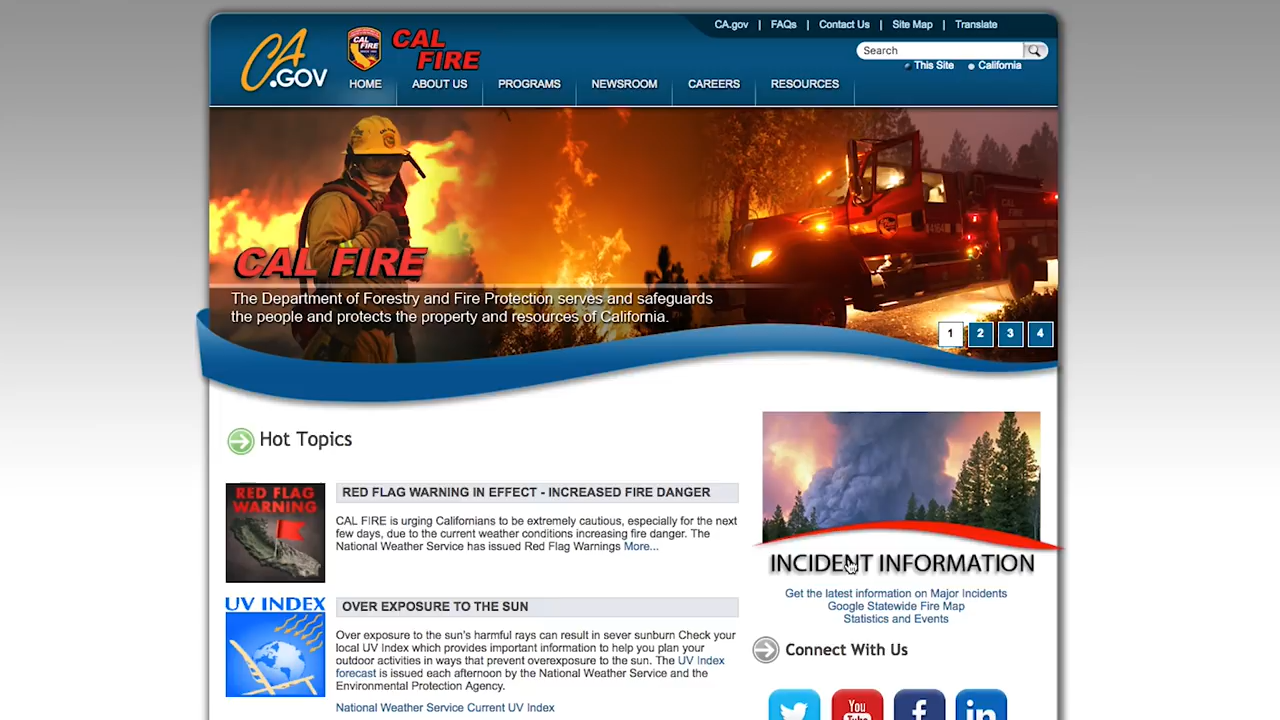 CA.gov | FAQs | Contact Us | Site Map | Translate
CA.GOV
CAL FIRE
CAL
FIRE
Search
This Site California
HOME ABOUT US PROGRAMS NEWSROOM CAREERS RESOURCES
CAL FIRE
4164
CAL FIRE
The Department of Forestry and Fire Protection serves and safeguards
the people and protects the property and resources of California.
1 2 3 4
Hot Topics
RED FLAG
WARNING
RED FLAG WARNING IN EFFECT - INCREASED FIRE DANGER
CAL FIRE is urging Californians to be extremely cautious, especially for the next
few days, due to the current weather conditions increasing fire danger. The
National Weather Service has issued Red Flag Warnings More...
UV INDEX
OVER EXPOSURE TO THE SUN
Over exposure to the sun's harmful rays can result in sever sunburn Check your
local UV Index which provides important information to help you plan your
outdoor activities in ways that prevent overexposure to the sun. The UV Index
forecast is issued each afternoon by the National Weather Service and the
Environmental Protection Agency.
National Weather Service Current UV Index
INCIDENT INFORMATION
Get the latest information on Major Incidents
Google Statewide Fire Map
Statistics and Events
Connect With Us
You
Tube
f
in